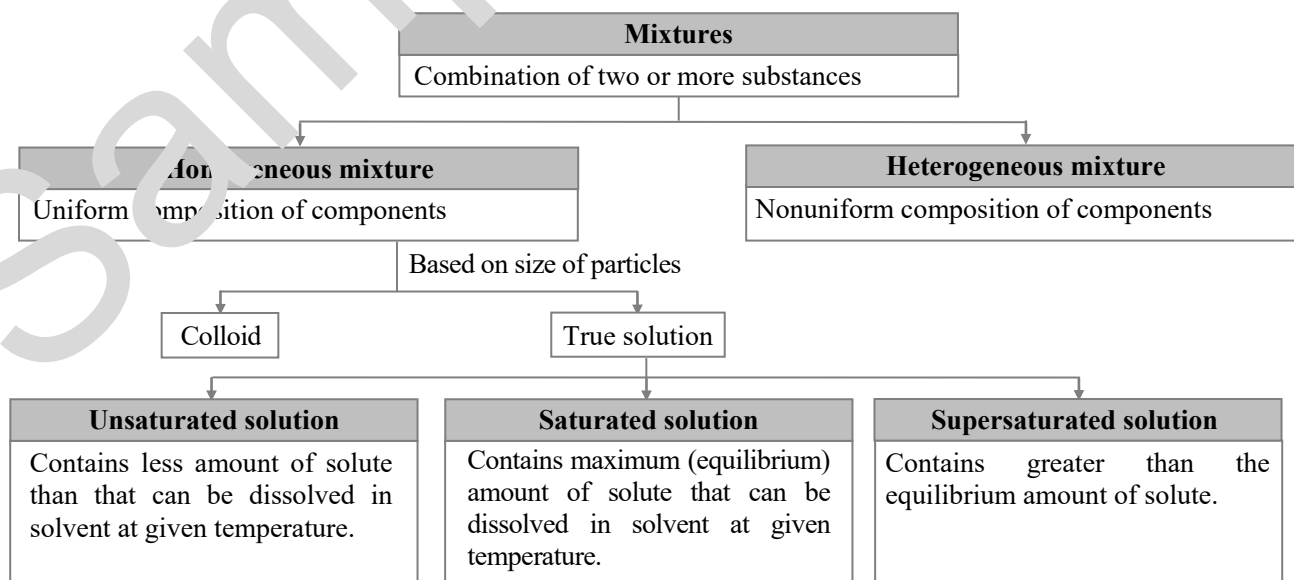 Mixtures
Combination of two or more substances
mixture
Uniform of components
Heterogeneous mixture
Nonuniform composition of components
Based on size of particles
Colloid
True solution
Unsaturated solution
Contains less amount of solute
than that can be dissolved in
solvent at given temperature.
Saturated solution
Contains maximum (equilibrium)
amount of solute that can be
dissolved in solvent at given
temperature.
Supersaturated solution
Contains greater than the
equilibrium amount of solute.